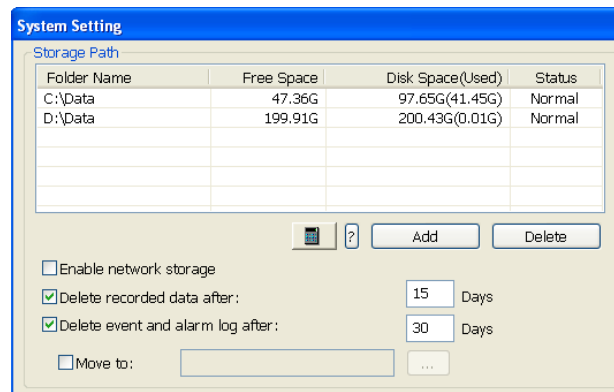 System Setting
Storage Path
Folder Name Free Space Disk Space(Used) Status
C:\Data 47.36G 97.65G(41.45G) Normal
D:\Data 199.91G 200.43G(0.01G) Normal
? Add Delete
Enable network storage
Delete recorded data after: 15 Days
Delete event and alarm log after: 30 Days
Move to: ...